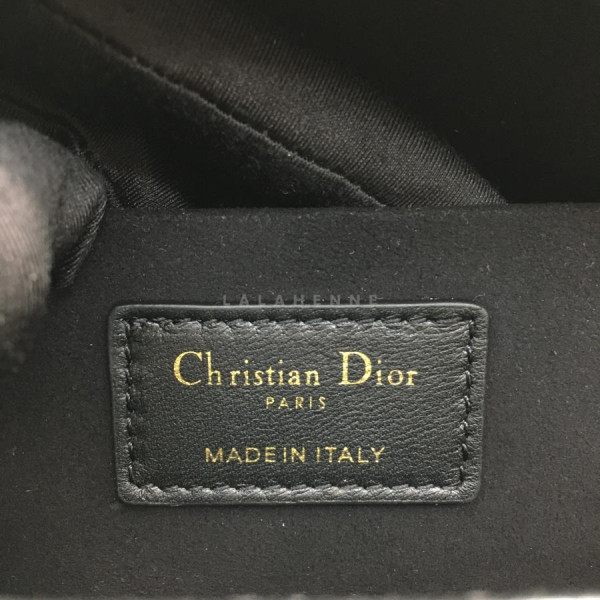 LALAHENNE
Christian Dior
PARIS
MADE IN ITALY